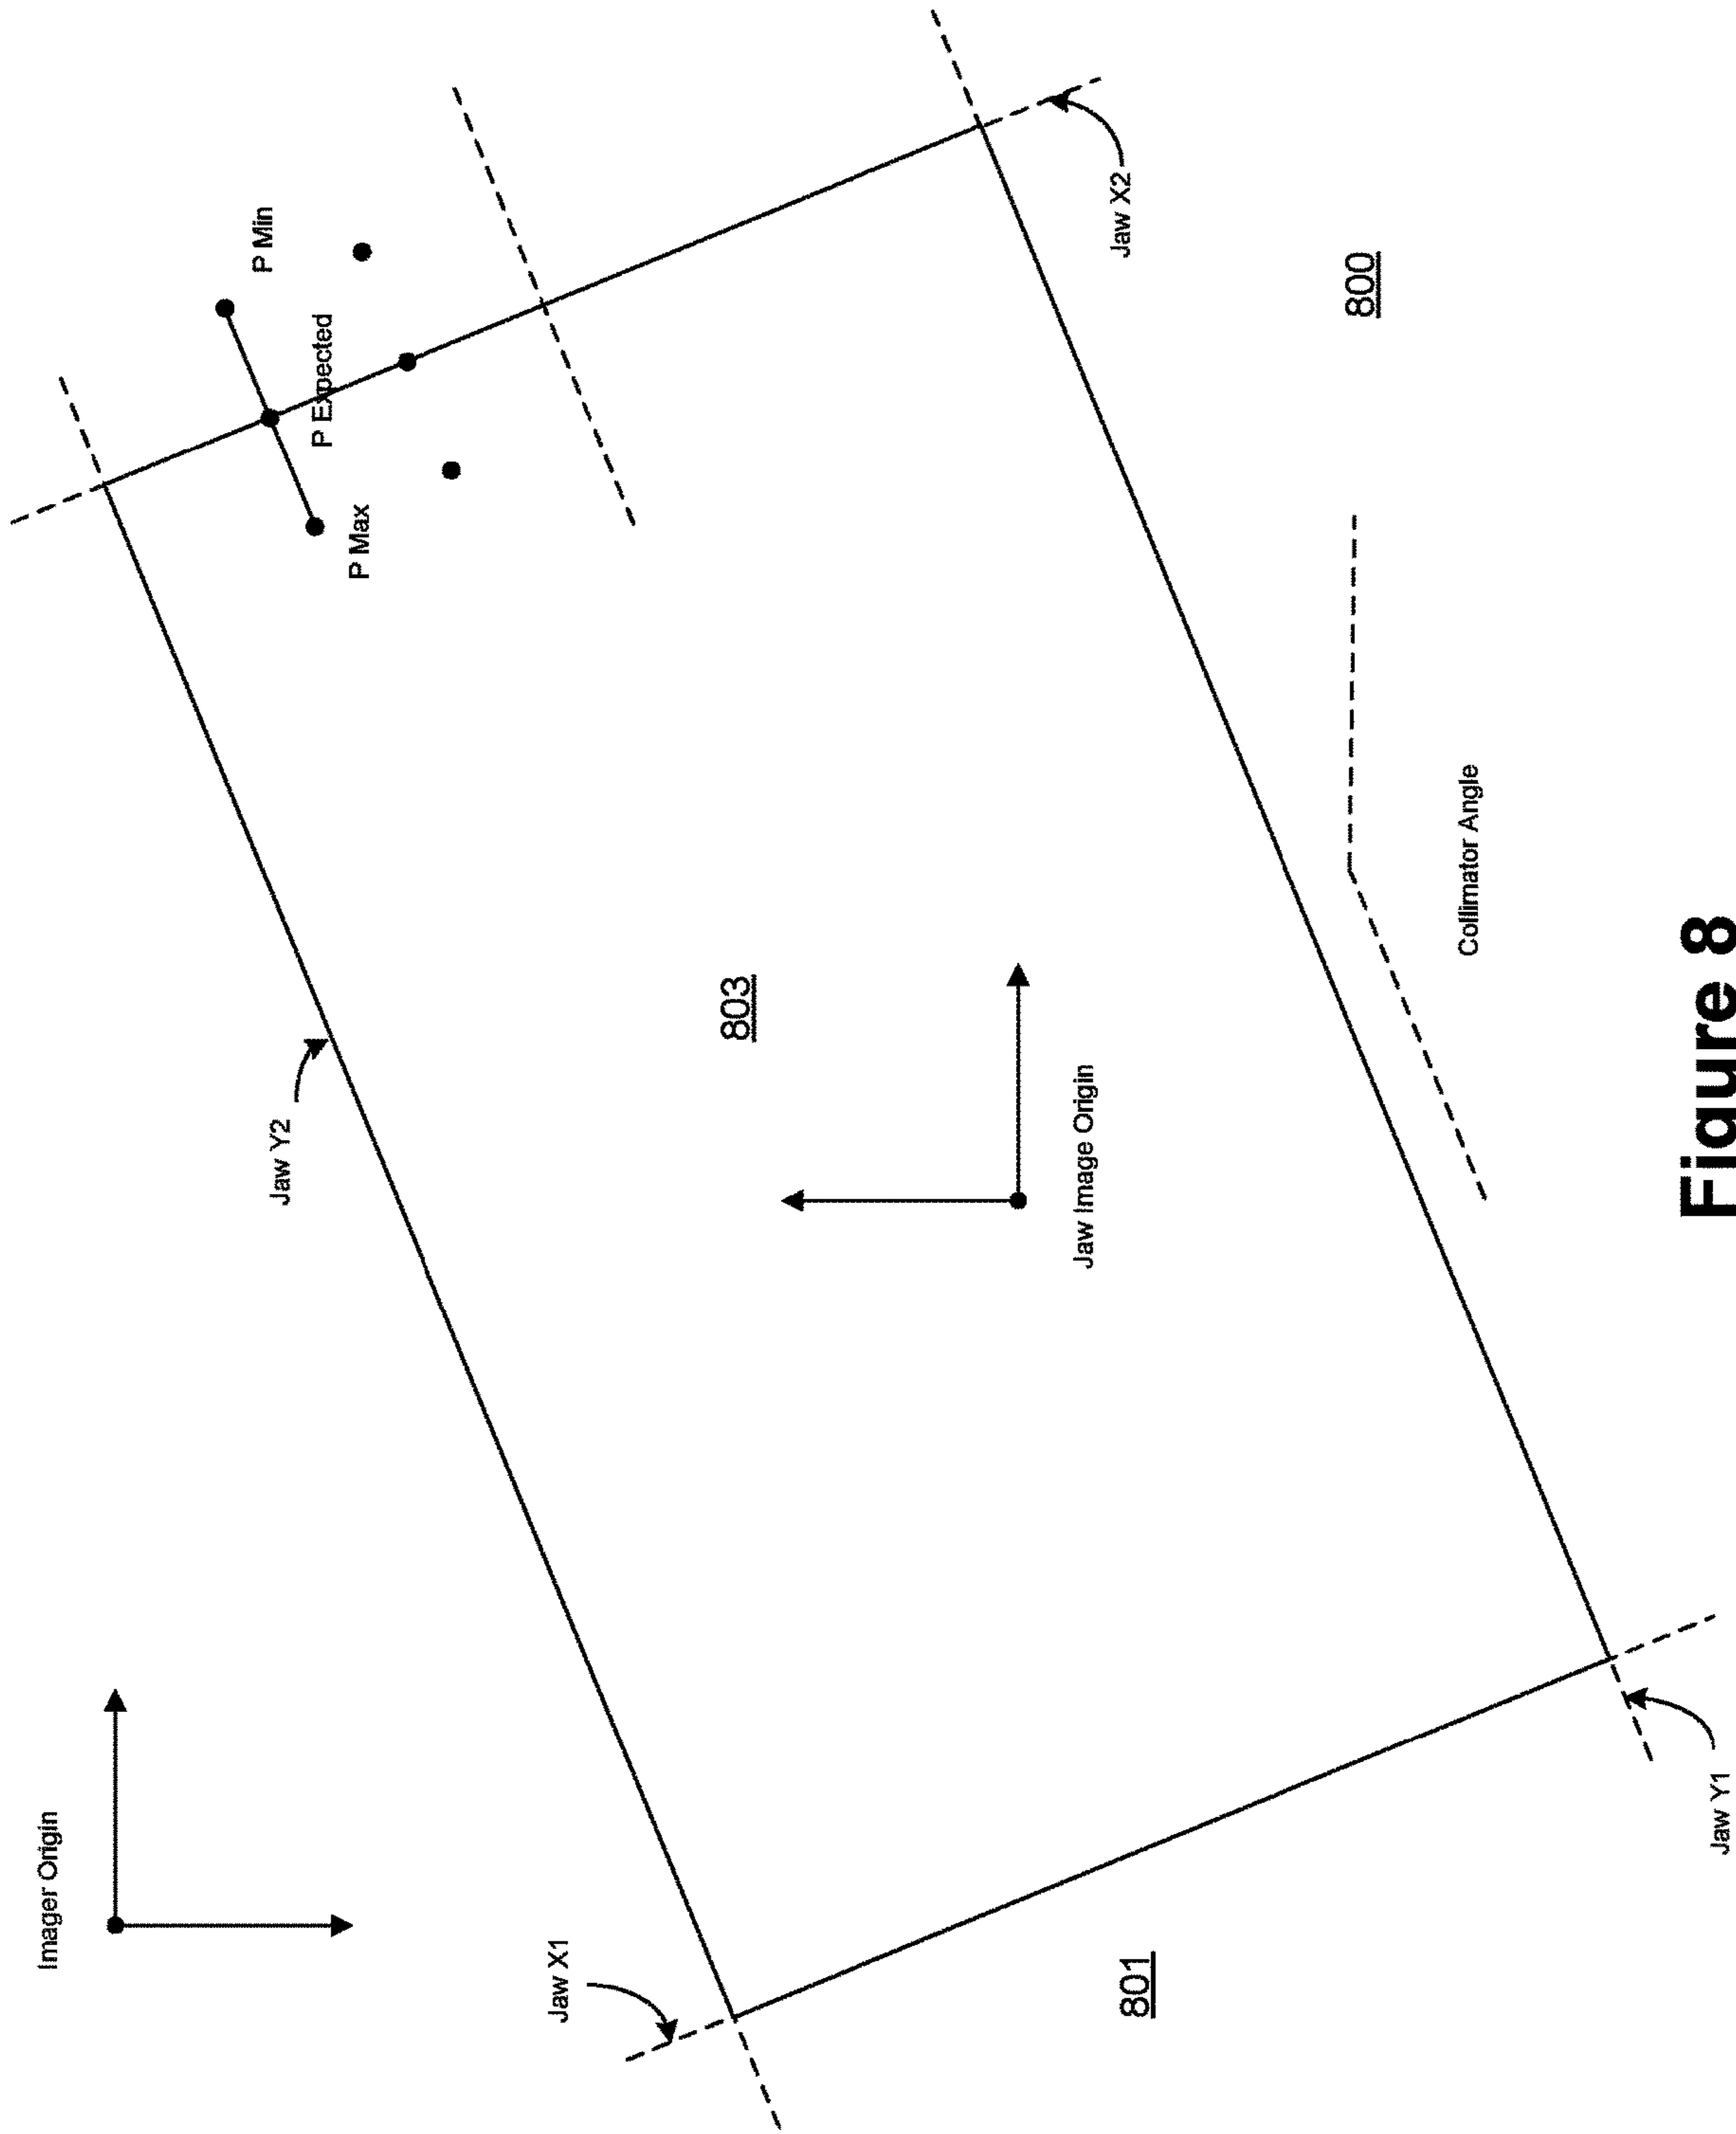 Imager Origin
P Min
Jaw Y2
P Expected
P Max
Jaw X1
803
Jaw Image Origin
Jaw X2
801
800
Collimator Angle
Jaw Y1
Figure 8